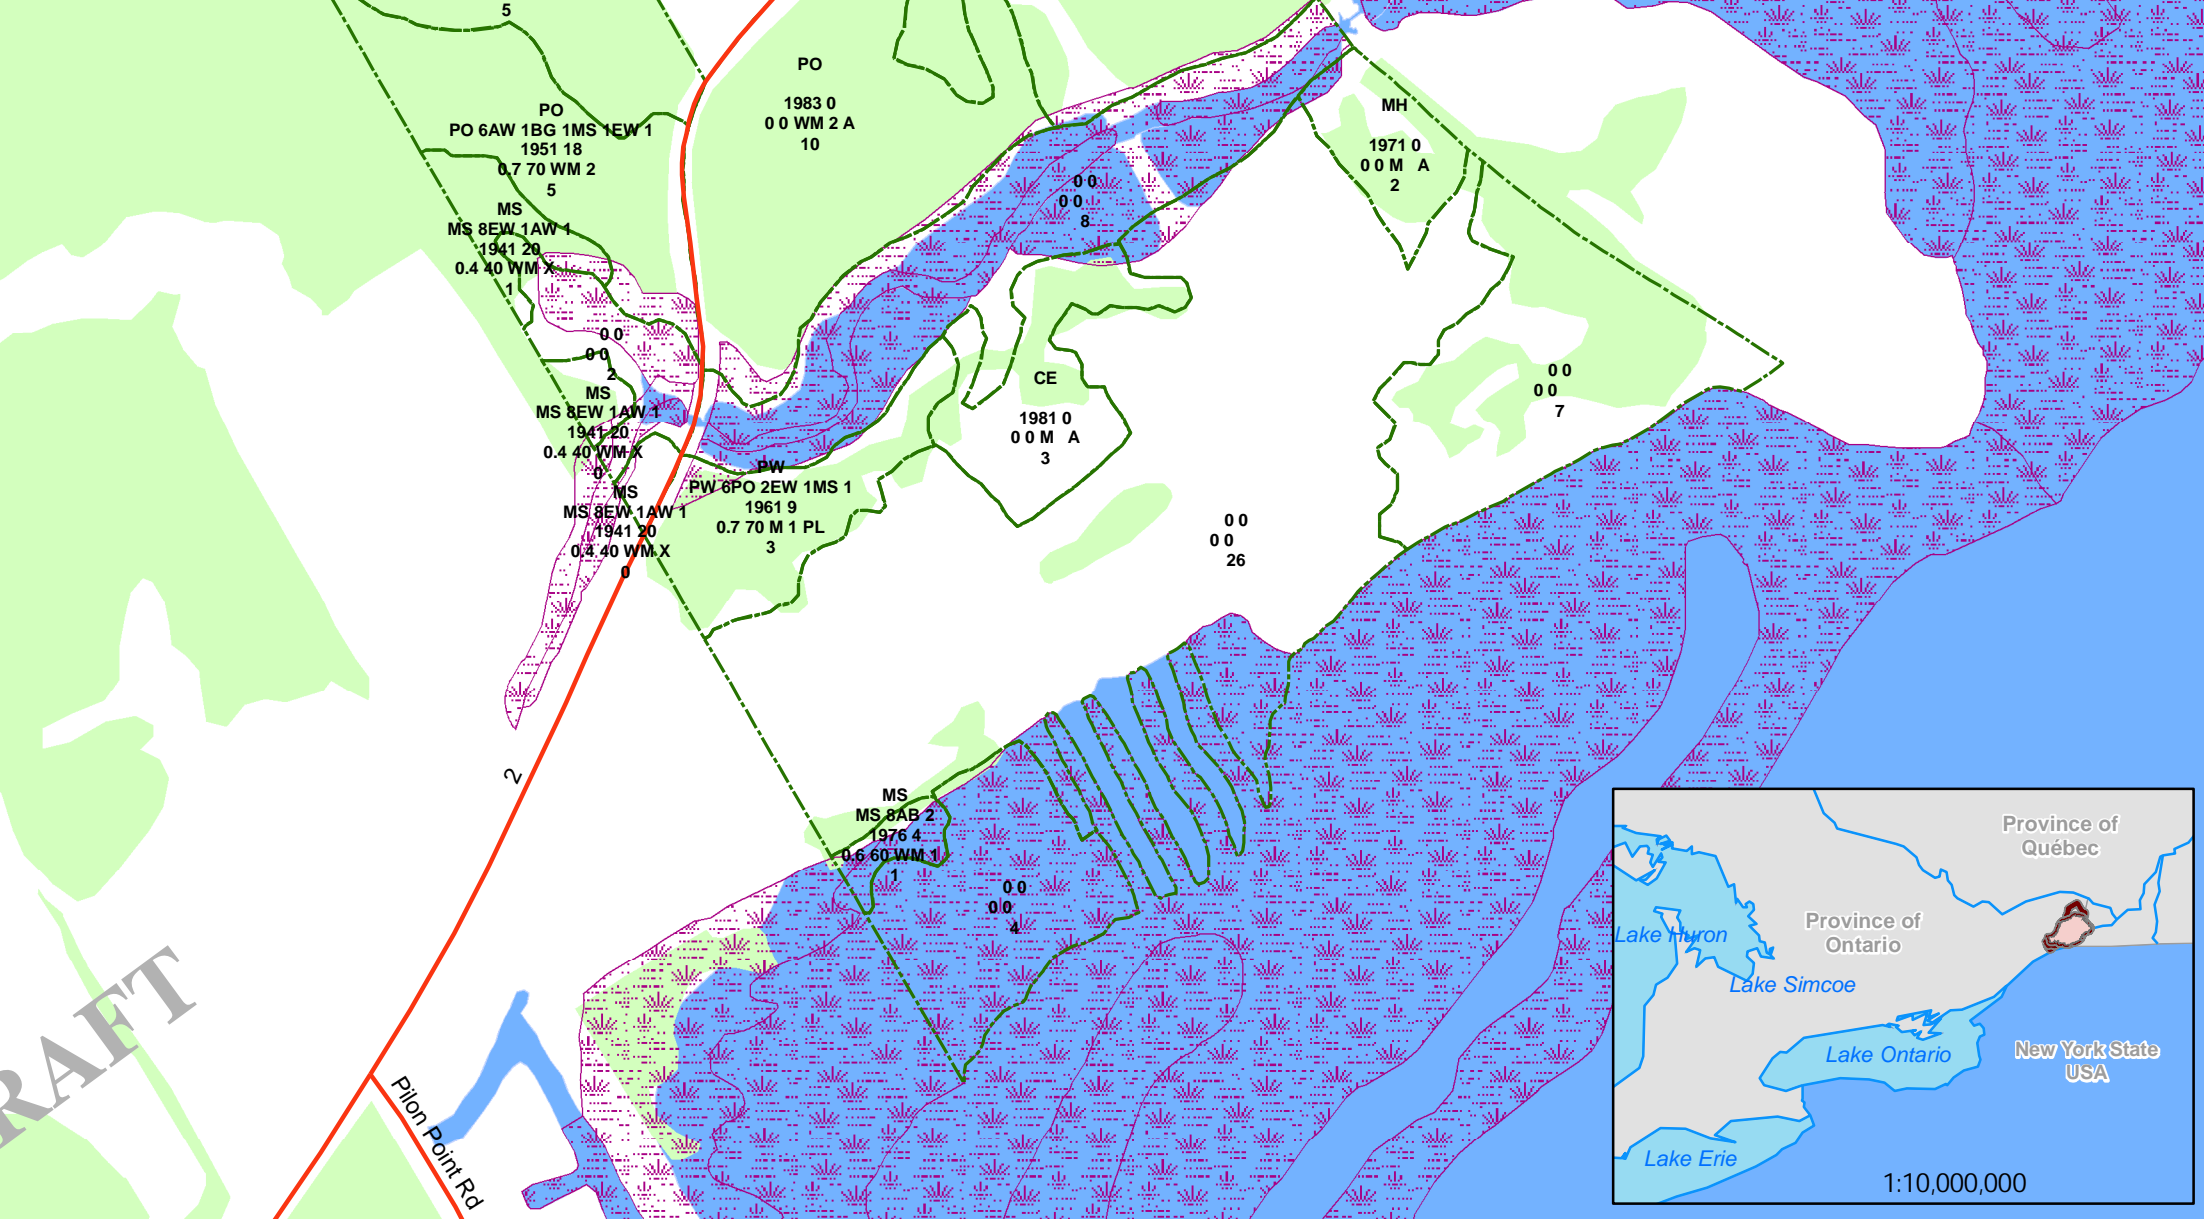 5
PO
PO 6AW 1BG 1MS 1EW 1
1951 18
0.7 70 WM 2
5
PO
1983 0
0 0 WM 2 A
10
MH
1971 0
0 0 M A
2
0 0
0 0
8
MS
MS 8EW 1AW 1
1941 20
0.4 40 WM X
1
0 0
0 0
2
MS
MS 8EW 1AW 1
1941 20
0.4 40 WM X
0
MS
MS 8EW 1AW 1
1941 20
0.4 40 WM X
0
PW
PW 6PO 2EW 1MS 1
1961 9
0.7 70 M 1 PL
3
CE
1981 0
0 0 M A
3
0 0
0 0
7
0 0
0 0
26
2
MS
MS 8AB 2
1976 4
0.6 60 WM 1
1
0 0
0 0
4
RAFT
Pilon Point Rd
Province of
Québec
Province of
Ontario
Lake Huron
Lake Simcoe
Lake Ontario
New York State
USA
Lake Erie
1:10,000,000